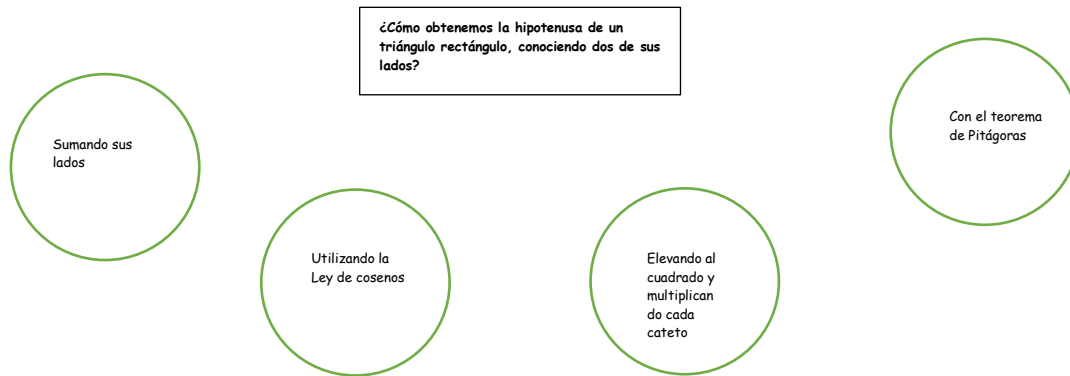 ¿Cómo obtenemos la hipotenusa de un
triángulo rectángulo, conociendo dos de sus
lados?
Sumando sus
lados
Utilizando la
Ley de cosenos
Elevando al
cuadrado y
multiplican
do cada
cateto
Con el teorema
de Pitágoras